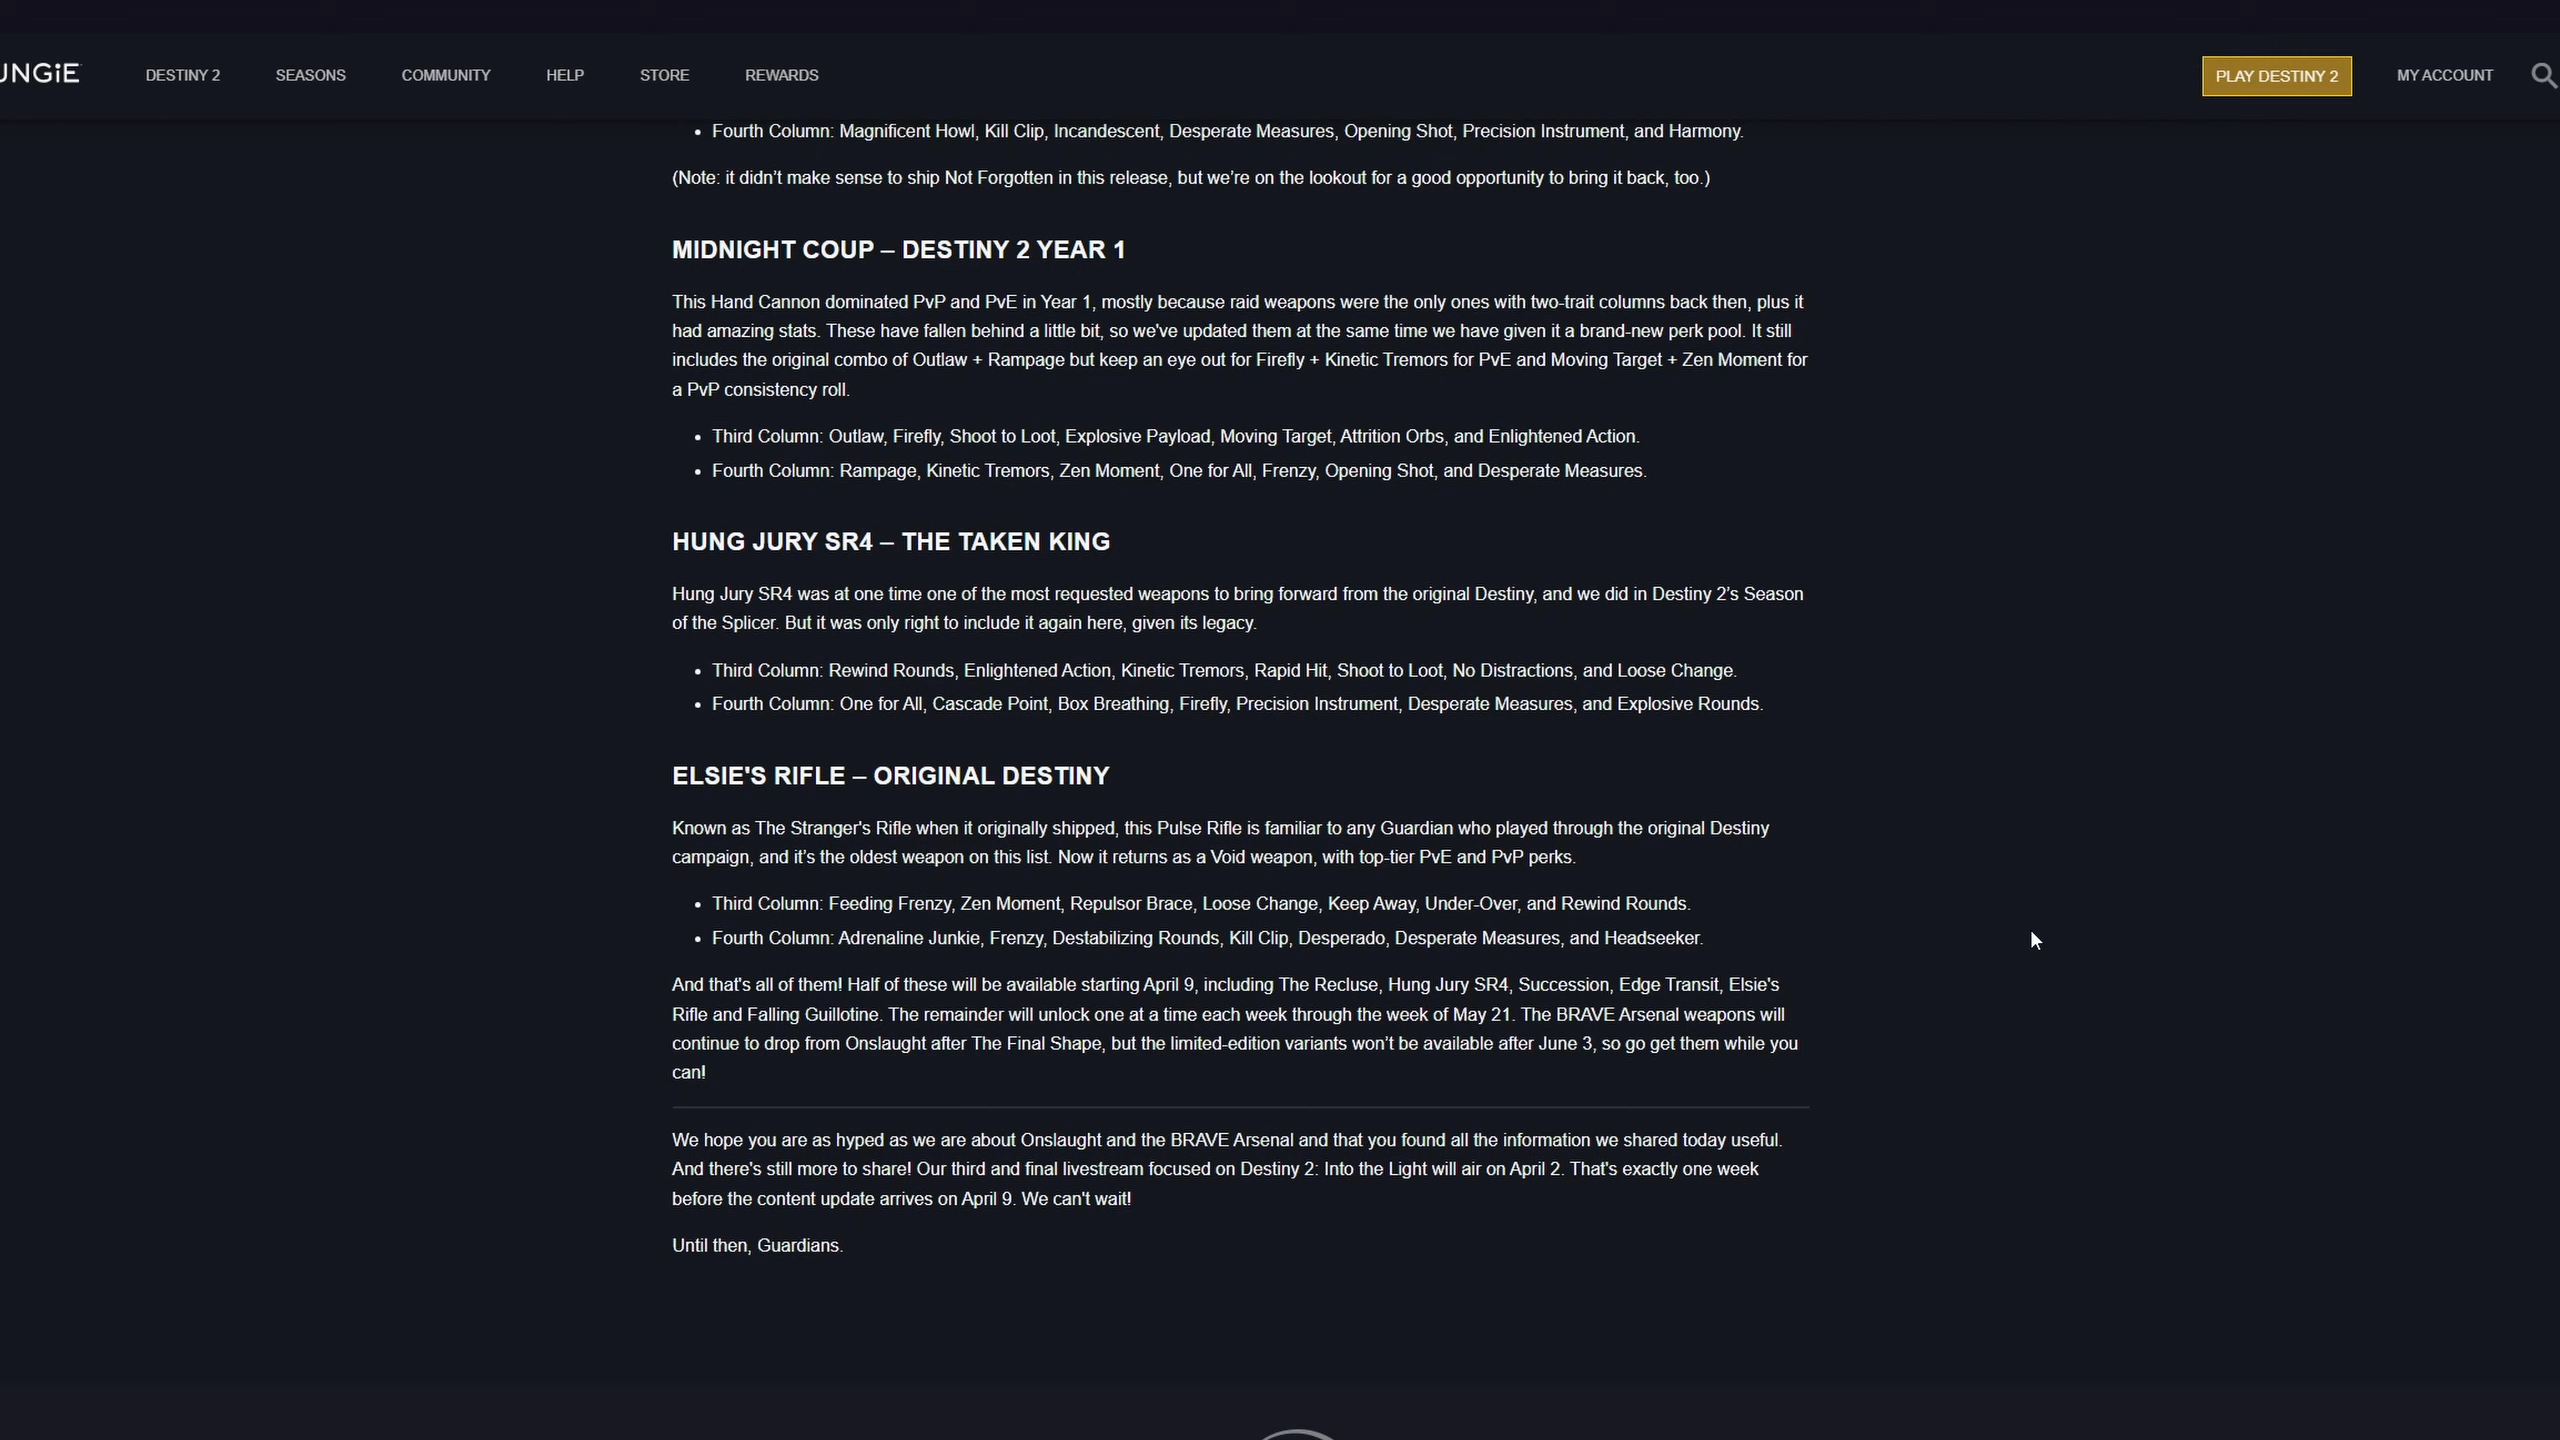 UNGiE
DESTINY 2
SEASONS
COMMUNITY
HELP
STORE
REWARDS
PLAY DESTINY 2
MY ACCOUNT
• Fourth Column: Magnificent Howl, Kill Clip, Incandescent, Desperate Measures, Opening Shot, Precision Instrument, and Harmony.
(Note: it didn’t make sense to ship Not Forgotten in this release, but we’re on the lookout for a good opportunity to bring it back, too.)
MIDNIGHT COUP – DESTINY 2 YEAR 1
This Hand Cannon dominated PvP and PvE in Year 1, mostly because raid weapons were the only ones with two-trait columns back then, plus it
had amazing stats. These have fallen behind a little bit, so we've updated them at the same time we have given it a brand-new perk pool. It still
includes the original combo of Outlaw + Rampage but keep an eye out for Firefly + Kinetic Tremors for PvE and Moving Target + Zen Moment for
a PvP consistency roll.
• Third Column: Outlaw, Firefly, Shoot to Loot, Explosive Payload, Moving Target, Attrition Orbs, and Enlightened Action.
• Fourth Column: Rampage, Kinetic Tremors, Zen Moment, One for All, Frenzy, Opening Shot, and Desperate Measures.
HUNG JURY SR4 – THE TAKEN KING
Hung Jury SR4 was at one time one of the most requested weapons to bring forward from the original Destiny, and we did in Destiny 2’s Season
of the Splicer. But it was only right to include it again here, given its legacy.
• Third Column: Rewind Rounds, Enlightened Action, Kinetic Tremors, Rapid Hit, Shoot to Loot, No Distractions, and Loose Change.
• Fourth Column: One for All, Cascade Point, Box Breathing, Firefly, Precision Instrument, Desperate Measures, and Explosive Rounds.
ELSIE'S RIFLE – ORIGINAL DESTINY
Known as The Stranger's Rifle when it originally shipped, this Pulse Rifle is familiar to any Guardian who played through the original Destiny
campaign, and it’s the oldest weapon on this list. Now it returns as a Void weapon, with top-tier PvE and PvP perks.
• Third Column: Feeding Frenzy, Zen Moment, Repulsor Brace, Loose Change, Keep Away, Under-Over, and Rewind Rounds.
• Fourth Column: Adrenaline Junkie, Frenzy, Destabilizing Rounds, Kill Clip, Desperado, Desperate Measures, and Headseeker.
And that's all of them! Half of these will be available starting April 9, including The Recluse, Hung Jury SR4, Succession, Edge Transit, Elsie's
Rifle and Falling Guillotine. The remainder will unlock one at a time each week through the week of May 21. The BRAVE Arsenal weapons will
continue to drop from Onslaught after The Final Shape, but the limited-edition variants won’t be available after June 3, so go get them while you
can!
We hope you are as hyped as we are about Onslaught and the BRAVE Arsenal and that you found all the information we shared today useful.
And there's still more to share! Our third and final livestream focused on Destiny 2: Into the Light will air on April 2. That's exactly one week
before the content update arrives on April 9. We can't wait!
Until then, Guardians.